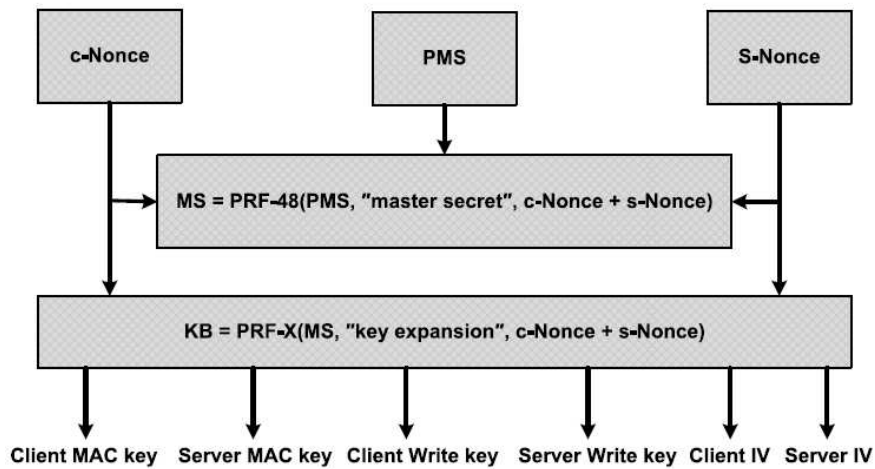 c-Nonce
PMS
S-Nonce
MS = PRF-48(PMS, "master secret", c-Nonce + s-Nonce)
KB = PRF-X(MS, "key expansion", c-Nonce + s-Nonce)
Client MAC key
Server MAC key
Client Write key
Server Write key
Client IV
Server IV